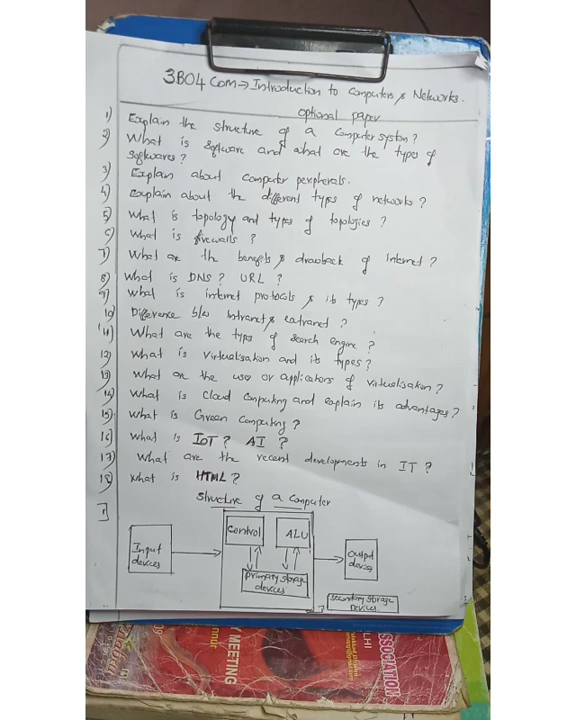 3B04 Com → Introduction to Computers & Networks.
optional paper
1) Explain the structure of a Computer system?
2) What is software and what are the types of
softwares?
3) Explain about computer peripherals.
4) Explain about the different types of networks?
5) What is topology and types of topologies?
6) What is firewalls?
7) What are the benefits & drawback of internet?
8) What is DNS? URL?
9) What is internet protocols & its types?
10) Difference b/w Intranet & extranet?
11) What are the types of search engine?
12) What is virtualisation and its types?
13) What are the uses or applications of virtualisation?
14) What is Cloud Computing and explain its advantages?
15) What is Green Computing?
16) What is IoT? AI?
17) What are the recent developments in IT?
18) What is HTML?
Structure of a Computer
1]
Input
devices
Control
ALU
primary storage
devices
Output
devices
Secondary storage
Devices
MEETING
nnur
ELHI
ASSOCIATION